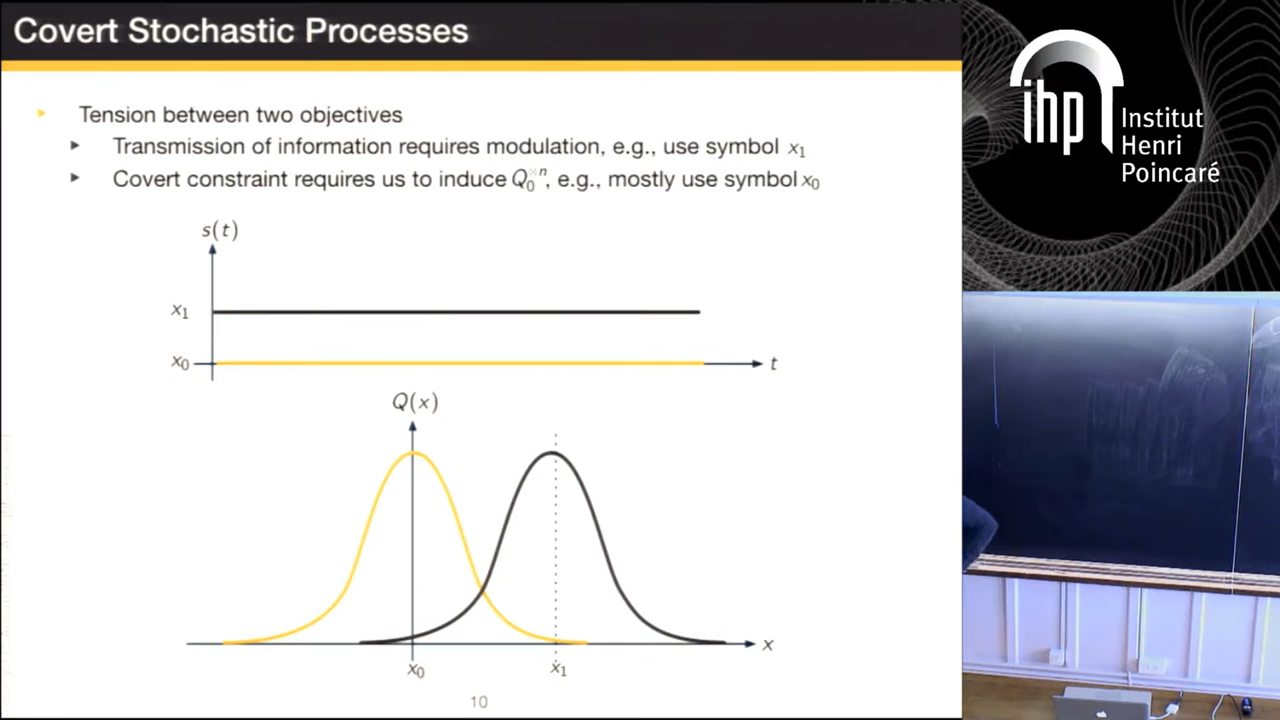 Covert Stochastic Processes
Tension between two objectives
Transmission of information requires modulation, e.g., use symbol x₁
Covert constraint requires us to induce Q₀^{⊗n}, e.g., mostly use symbol x₀
s(t)
x₁
x₀
t
Q(x)
x
x₀
x₁
10
ihp
Institut
Henri
Poincaré